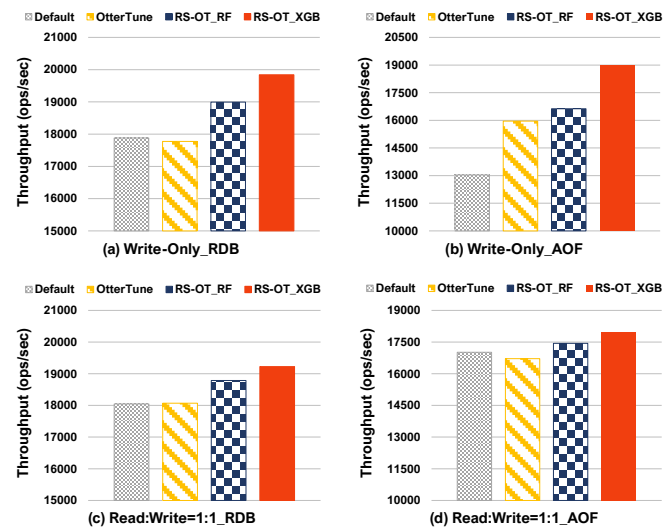 Default OtterTune RS-OT_RF RS-OT_XGB
Throughput (ops/sec)
21000
20000
19000
18000
17000
16000
15000
(a) Write-Only_RDB
Default OtterTune RS-OT_RF RS-OT_XGB
Throughput (ops/sec)
19000
17500
16000
14500
13000
11500
10000
(b) Write-Only_AOF
Default OtterTune RS-OT_RF RS-OT_XGB
Throughput (ops/sec)
21000
20000
19000
18000
17000
16000
15000
(c) Read:Write=1:1_RDB
Default OtterTune RS-OT_RF RS-OT_XGB
Throughput (ops/sec)
19000
17500
16000
14500
13000
11500
10000
(d) Read:Write=1:1_AOF